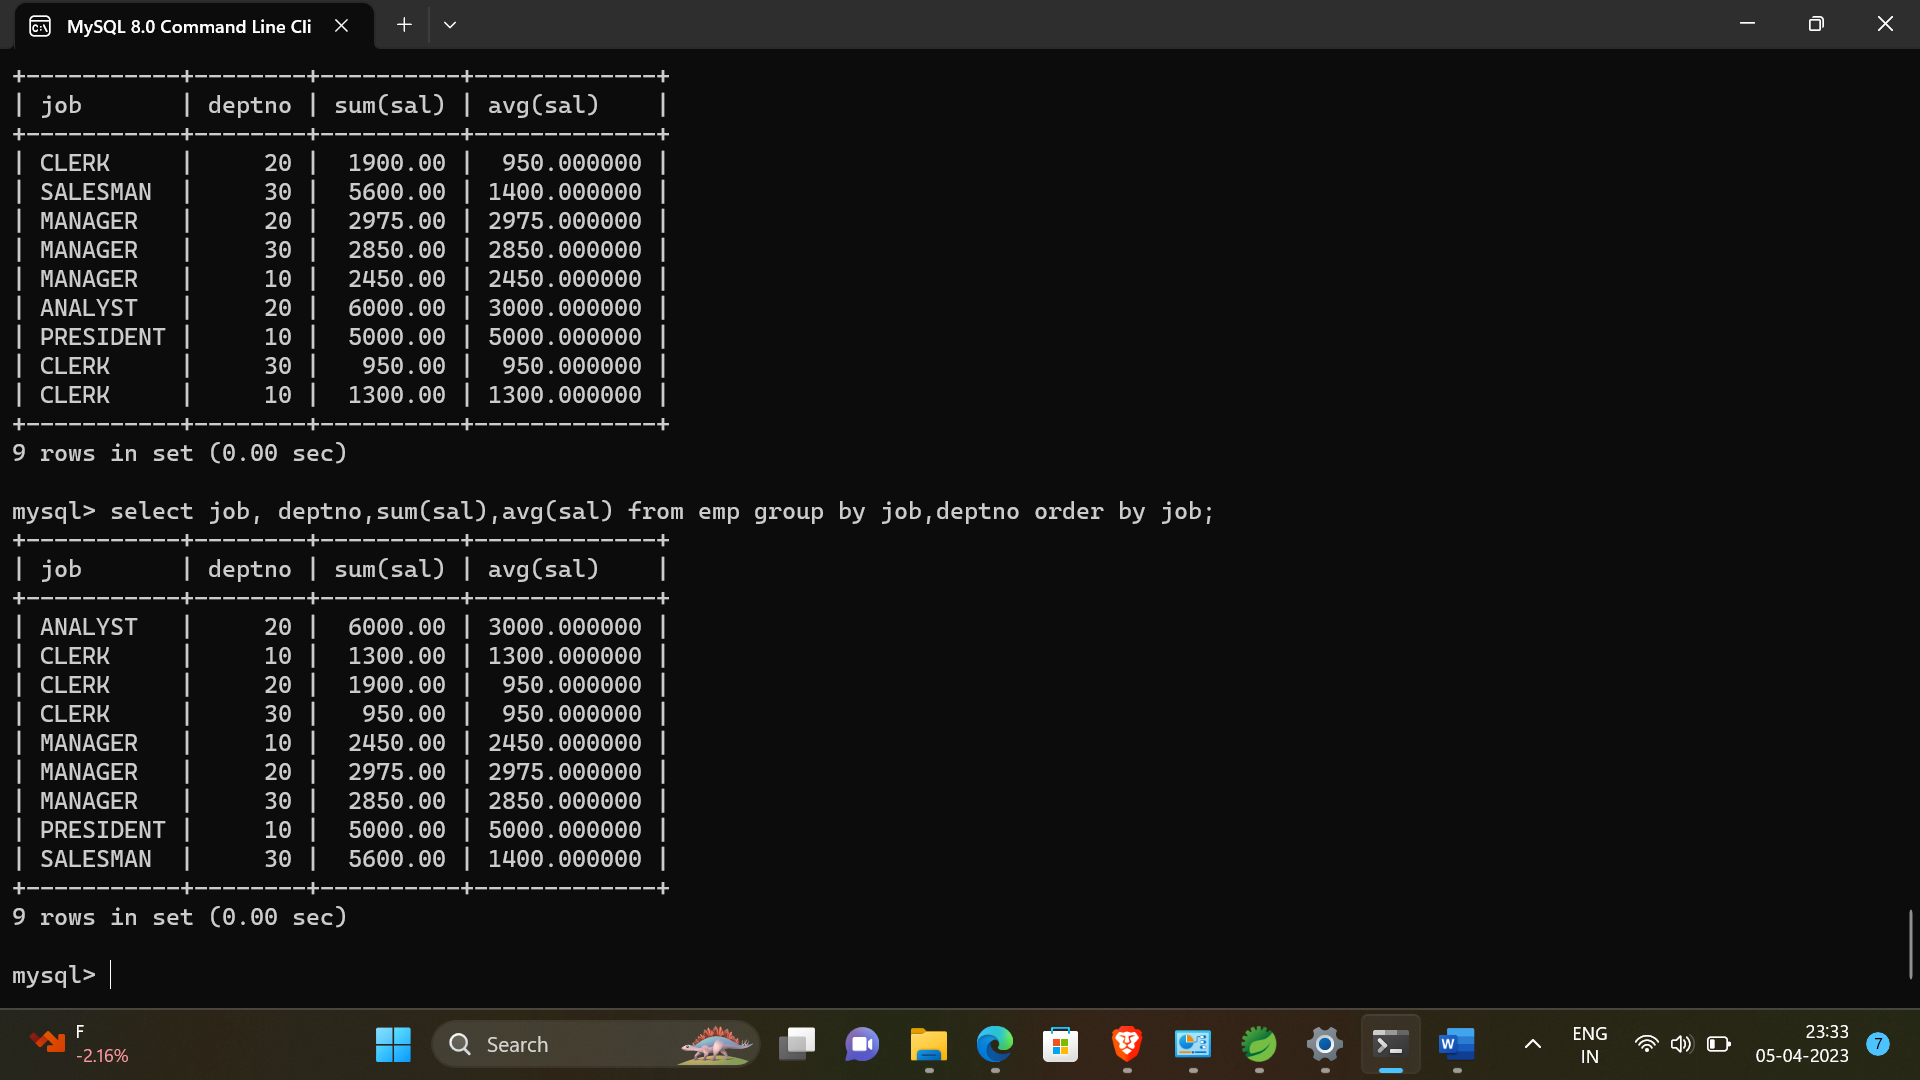 MySQL 8.0 Command Line Cli
+-----------+--------+----------+-------------+
| job       | deptno | sum(sal) | avg(sal)    |
+-----------+--------+----------+-------------+
| CLERK     |     20 |  1900.00 |  950.000000 |
| SALESMAN  |     30 |  5600.00 | 1400.000000 |
| MANAGER   |     20 |  2975.00 | 2975.000000 |
| MANAGER   |     30 |  2850.00 | 2850.000000 |
| MANAGER   |     10 |  2450.00 | 2450.000000 |
| ANALYST   |     20 |  6000.00 | 3000.000000 |
| PRESIDENT |     10 |  5000.00 | 5000.000000 |
| CLERK     |     30 |   950.00 |  950.000000 |
| CLERK     |     10 |  1300.00 | 1300.000000 |
+-----------+--------+----------+-------------+
9 rows in set (0.00 sec)
mysql> select job, deptno,sum(sal),avg(sal) from emp group by job,deptno order by job;
+-----------+--------+----------+-------------+
| job       | deptno | sum(sal) | avg(sal)    |
+-----------+--------+----------+-------------+
| ANALYST   |     20 |  6000.00 | 3000.000000 |
| CLERK     |     10 |  1300.00 | 1300.000000 |
| CLERK     |     20 |  1900.00 |  950.000000 |
| CLERK     |     30 |   950.00 |  950.000000 |
| MANAGER   |     10 |  2450.00 | 2450.000000 |
| MANAGER   |     20 |  2975.00 | 2975.000000 |
| MANAGER   |     30 |  2850.00 | 2850.000000 |
| PRESIDENT |     10 |  5000.00 | 5000.000000 |
| SALESMAN  |     30 |  5600.00 | 1400.000000 |
+-----------+--------+----------+-------------+
9 rows in set (0.00 sec)
mysql>
F
-2.16%
Search
W
ENG
IN
23:33
05-04-2023
7